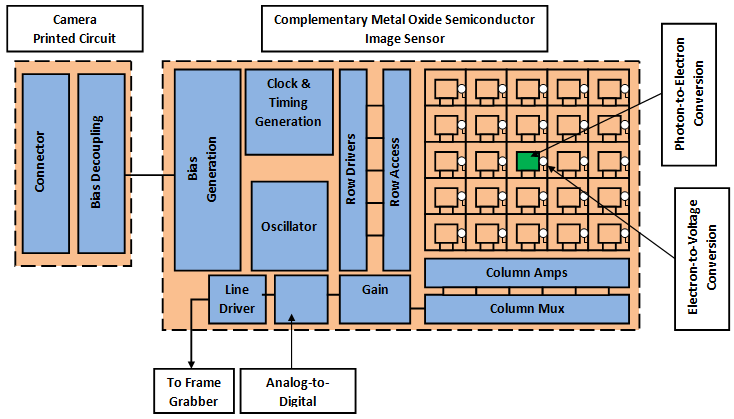 Camera
Printed Circuit
Complementary Metal Oxide Semiconductor
Image Sensor
Connector
Bias Decoupling
Bias
Generation
Clock &
Timing
Generation
Oscillator
Row Drivers
Row Access
Photon-to-Electron
Conversion
Electron-to-Voltage
Conversion
Column Amps
Column Mux
Gain
Line
Driver
To Frame
Grabber
Analog-to-
Digital